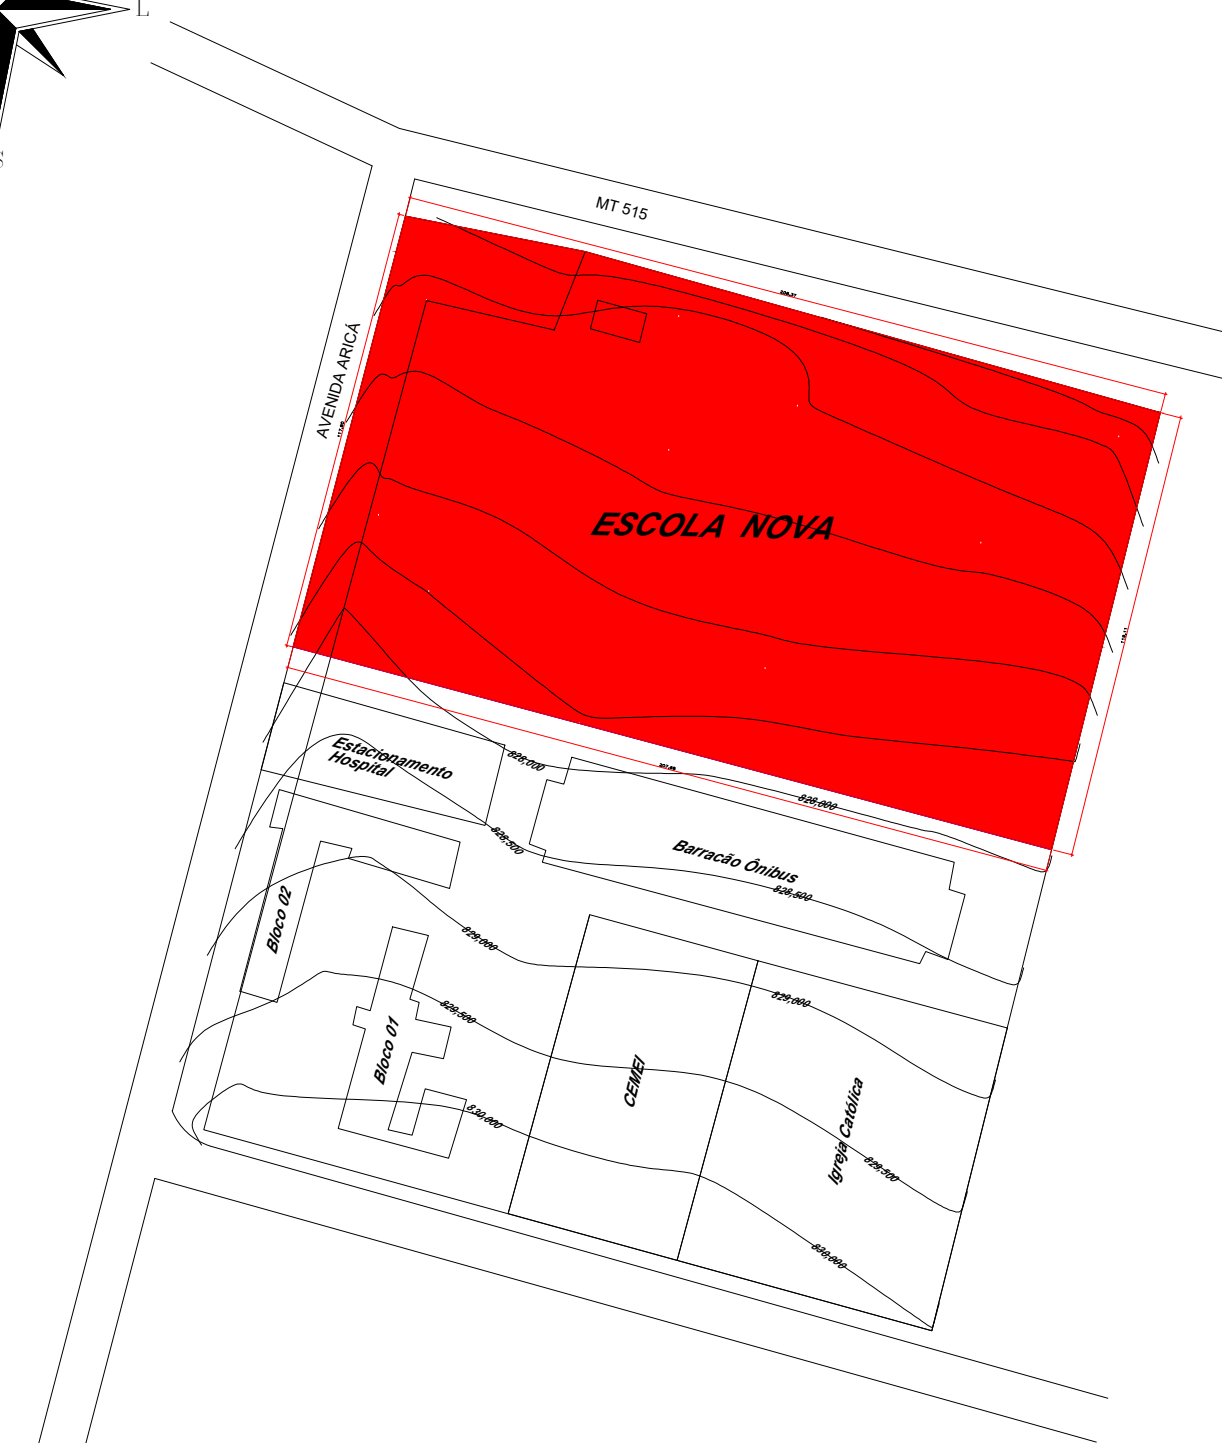 L
S
MT 515
AVENIDA ARICÁ
ESCOLA NOVA
Estacionamento
Hospital
828,000
828,000
828,500
Barracão Ônibus
828,500
Bloco 02
829,000
829,000
829,500
Bloco 01
CEMEI
Igreja Católica
829,500
830,000
830,000